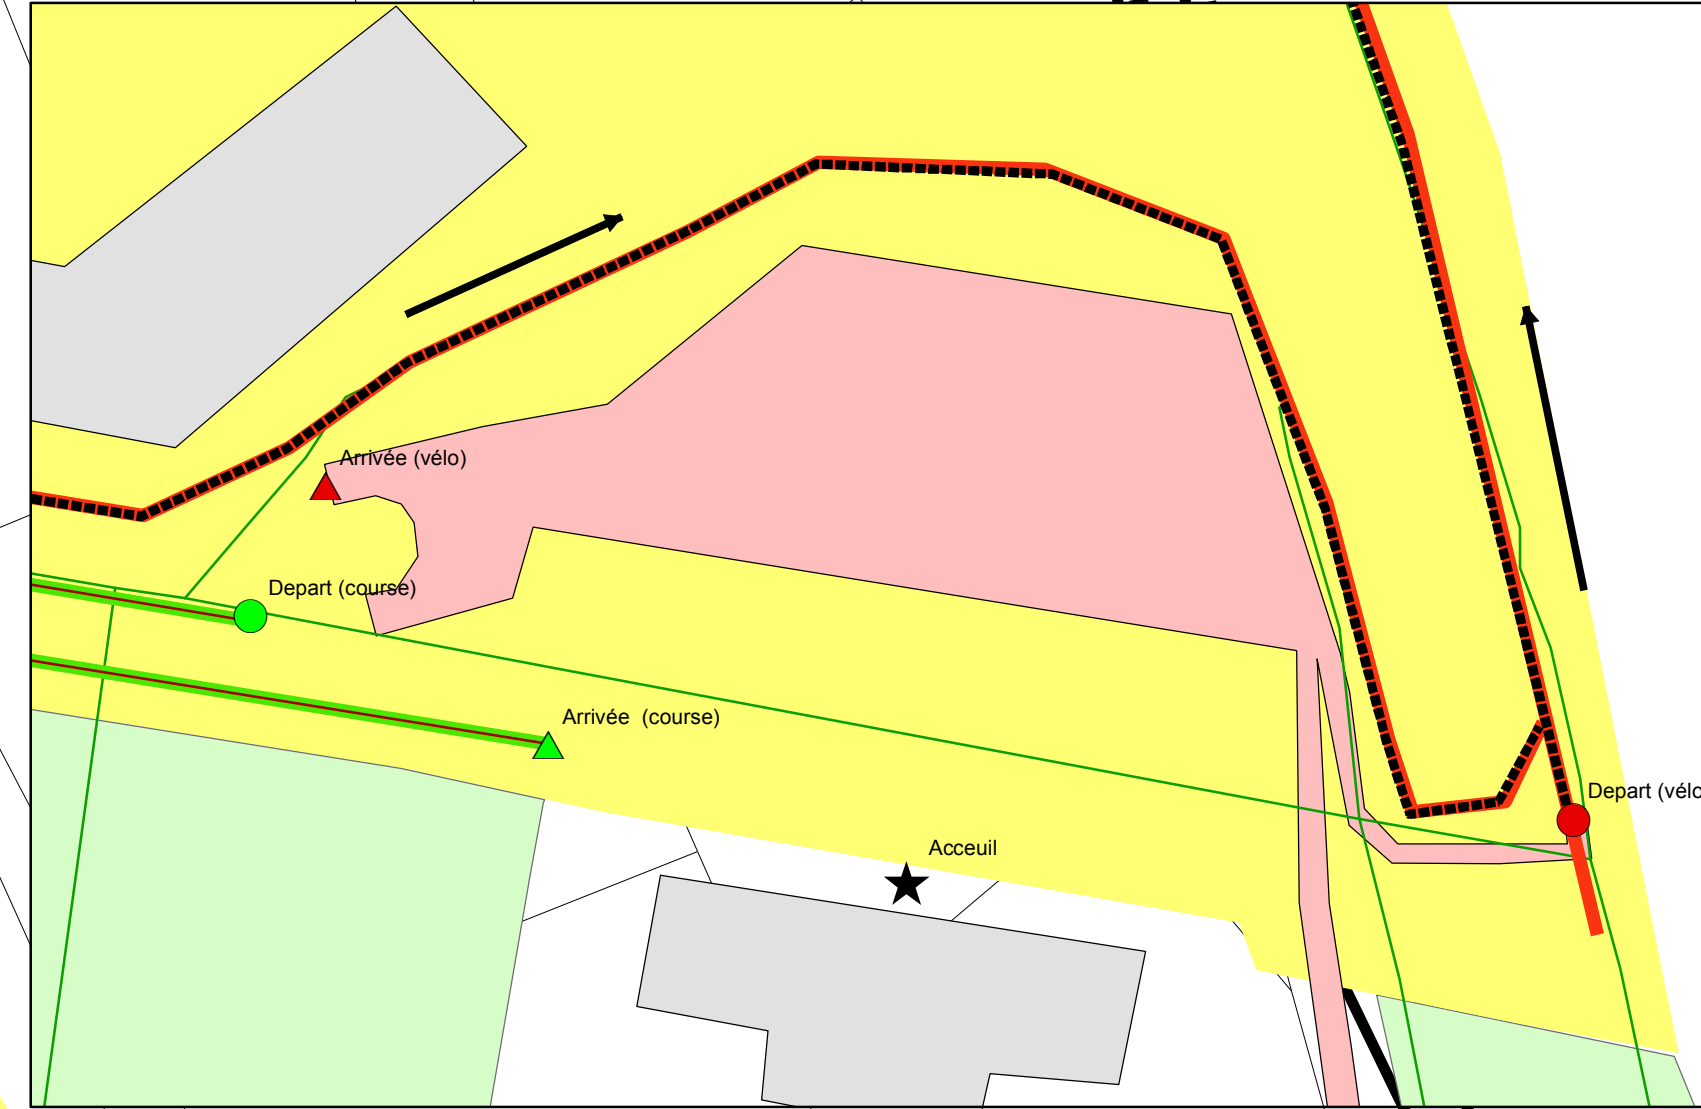 Arrivée (vélo)
Depart (course)
Arrivée  (course)
Depart (vélo
Acceuil